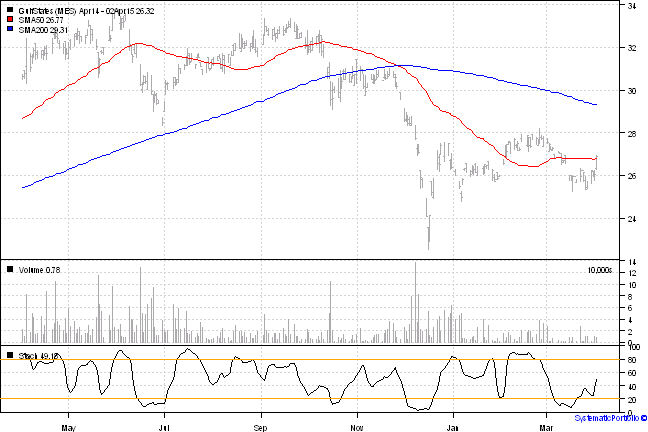 GulfStates (MES) Apr14 - 02Apr15 26.32
SMA50 26.77
SMA200 29.31
34
32
30
28
26
24
Volume 0.78
10,000s
14
12
10
8
6
4
2
0
Stoch 49.18
100
80
60
40
20
0
May Jul Sep Nov Jan Mar
SystematicPortfolio ©